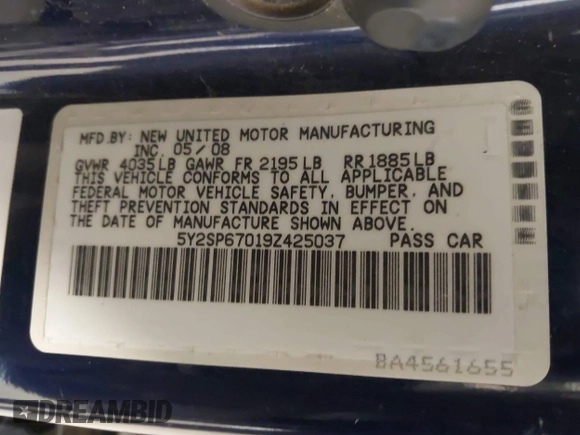 MFD.BY: NEW UNITED MOTOR MANUFACTURING
INC. 05/08
GVWR 4035LB GAWR FR 2195LB RR1885LB
THIS VEHICLE CONFORMS TO ALL APPLICABLE
FEDERAL MOTOR VEHICLE SAFETY, BUMPER, AND
THEFT PREVENTION STANDARDS IN EFFECT ON
THE DATE OF MANUFACTURE SHOWN ABOVE.
5Y2SP67019Z425037 PASS CAR
BA4561655
DREAMBID